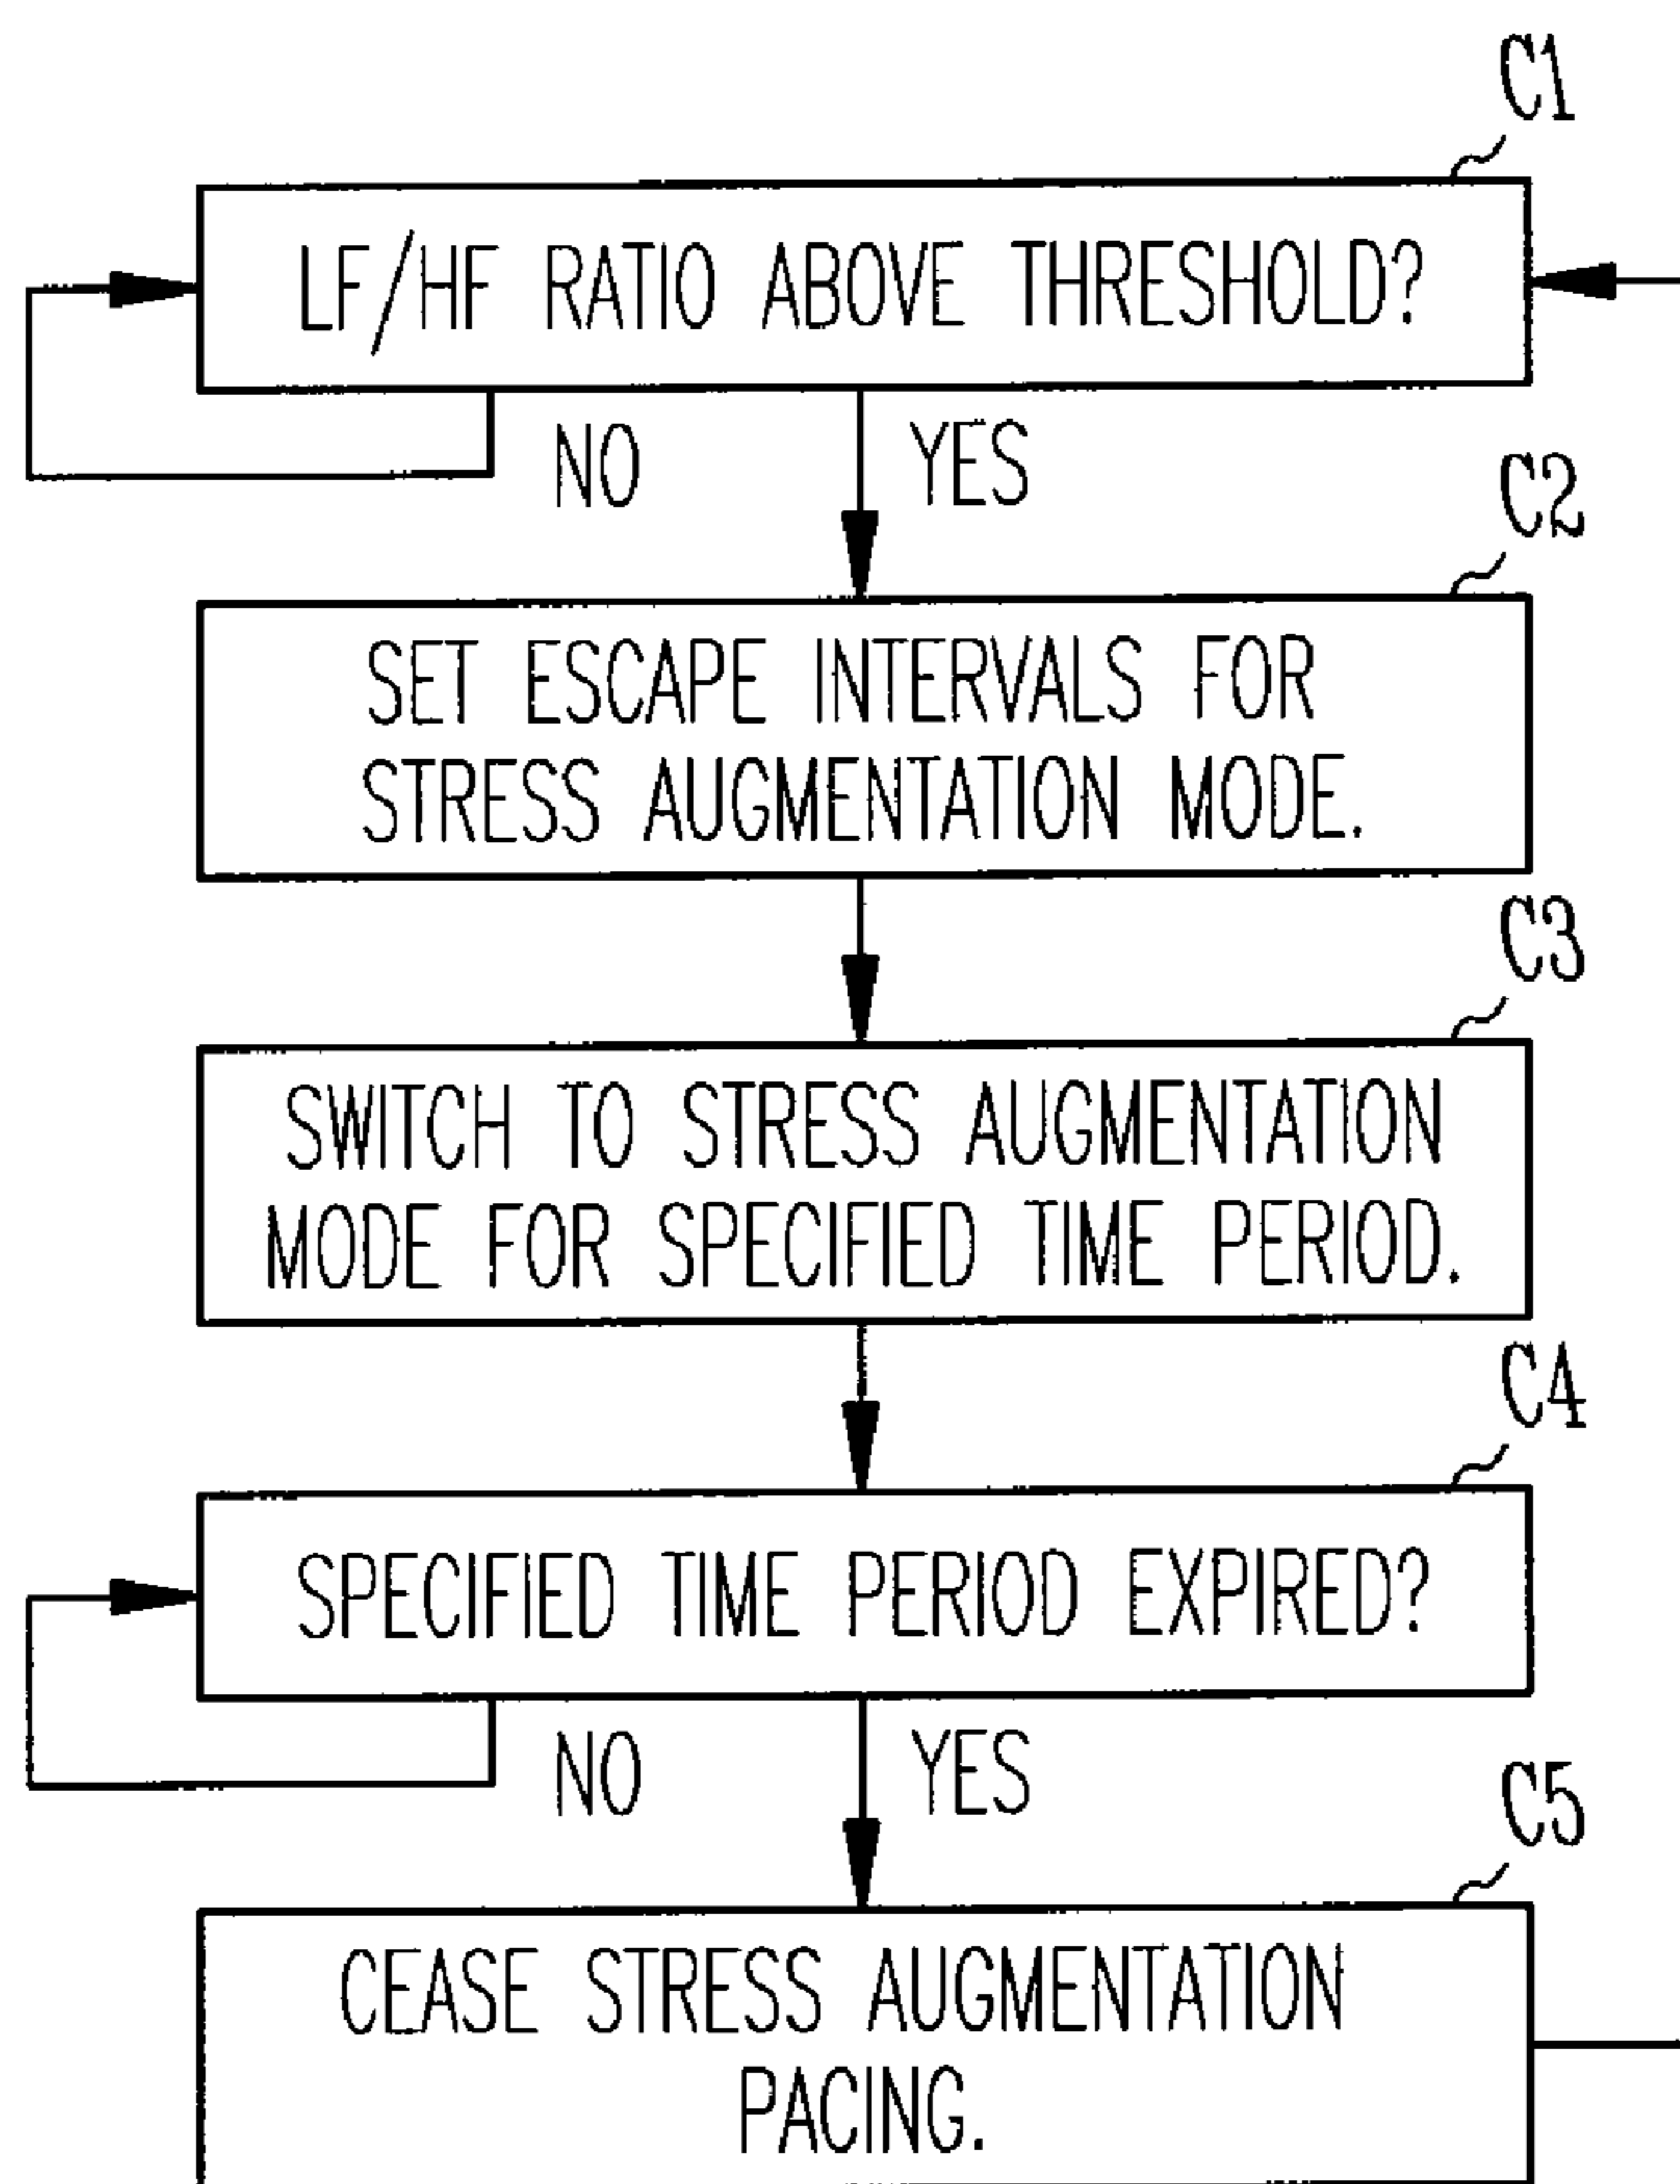 C1
LF/HF RATIO ABOVE THRESHOLD?
NO
YES
C2
SET ESCAPE INTERVALS FOR
STRESS AUGMENTATION MODE.
C3
SWITCH TO STRESS AUGMENTATION
MODE FOR SPECIFIED TIME PERIOD.
C4
SPECIFIED TIME PERIOD EXPIRED?
NO
YES
C5
CEASE STRESS AUGMENTATION
PACING.